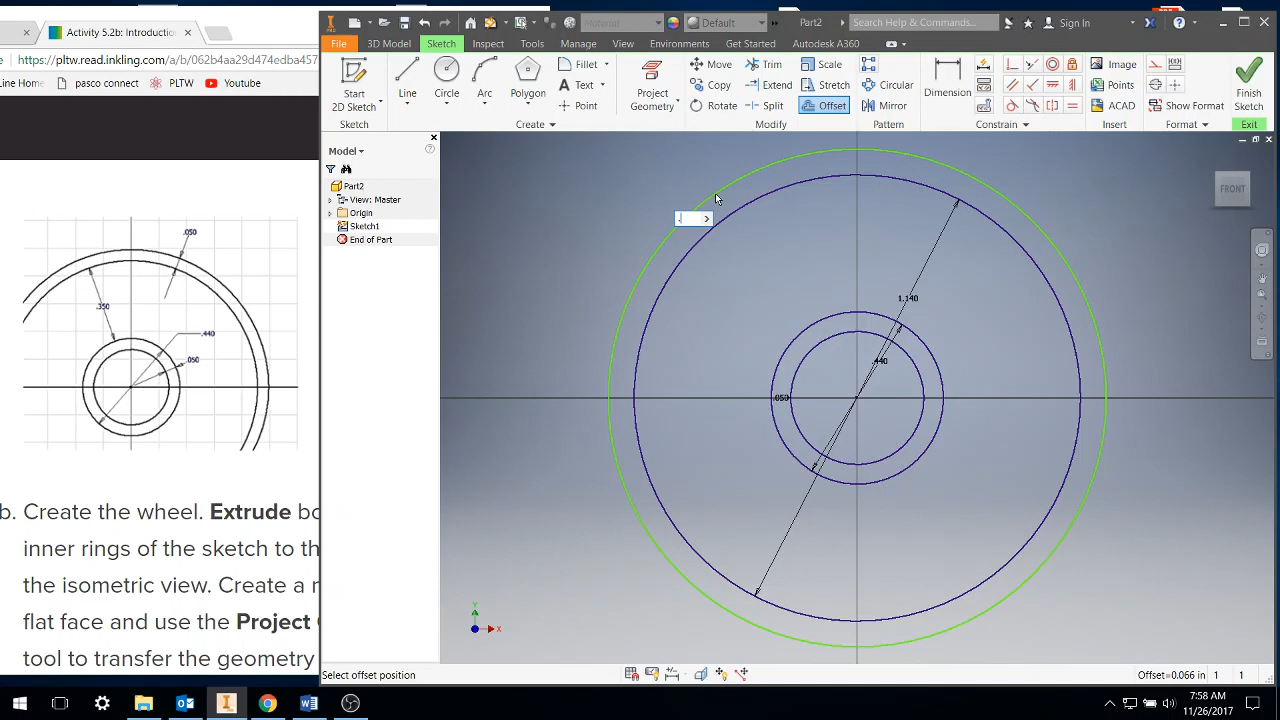 Activity 5.2b: Introductio
https://pltw.read.inkling.com/a/b/062b4aa29d474edba457
Line Home pasco connect PLTW YouTube
.050
.350
.440
.050
b. Create the wheel. Extrude bo
inner rings of the sketch to th
the isometric view. Create a r
flat face and use the Project
tool to transfer the geometry
PRO Material Default Part2 Search Help & Commands... Sign In
File 3D Model Sketch Inspect Tools Manage View Environments Get Started Autodesk A360
Fillet Move Trim Scale Image
Text Copy Extend Stretch Circular Points Show Format
Point Rotate Split Offset Mirror ACAD
Start 2D Sketch Line Circle Arc Polygon Project Geometry Dimension Finish Sketch
Sketch Create Modify Pattern Constrain Insert Format Exit
Model
Part2
View: Master
Origin
Sketch1
End of Part
FRONT
.
1.140
.440
.050
Y
X
Select offset position Offset=0.066 in 1 1
7:58 AM
11/26/2017